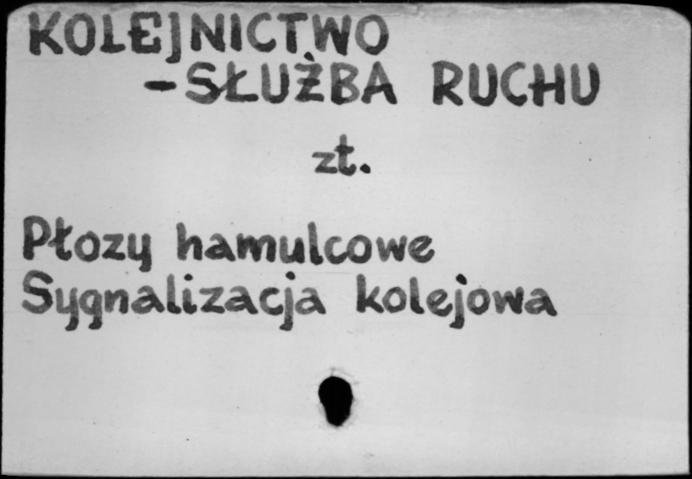 KOLEJNICTWO
-SŁUŻBA RUCHU
zt.
Płozy hamulcowe
Sygnalizacja kolejowa